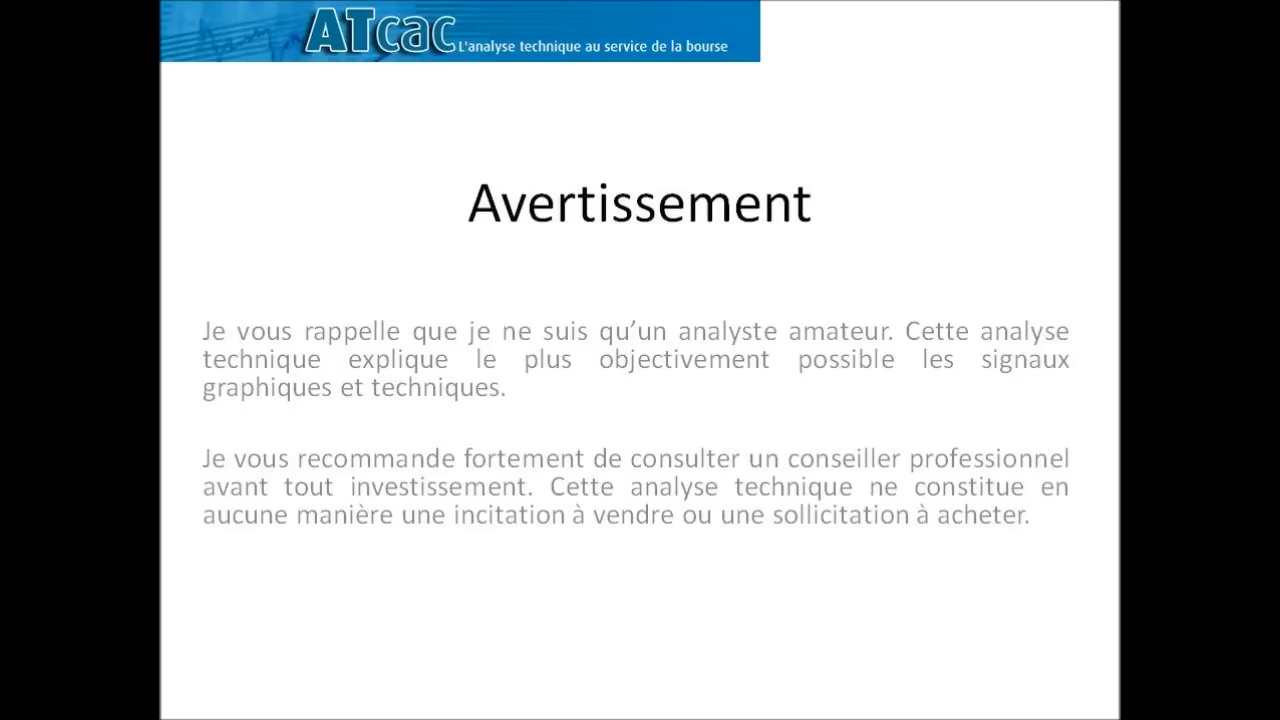 ATcac L'analyse technique au service de la bourse
Avertissement
Je vous rappelle que je ne suis qu’un analyste amateur. Cette analyse
technique explique le plus objectivement possible les signaux
graphiques et techniques.
Je vous recommande fortement de consulter un conseiller professionnel
avant tout investissement. Cette analyse technique ne constitue en
aucune manière une incitation à vendre ou une sollicitation à acheter.